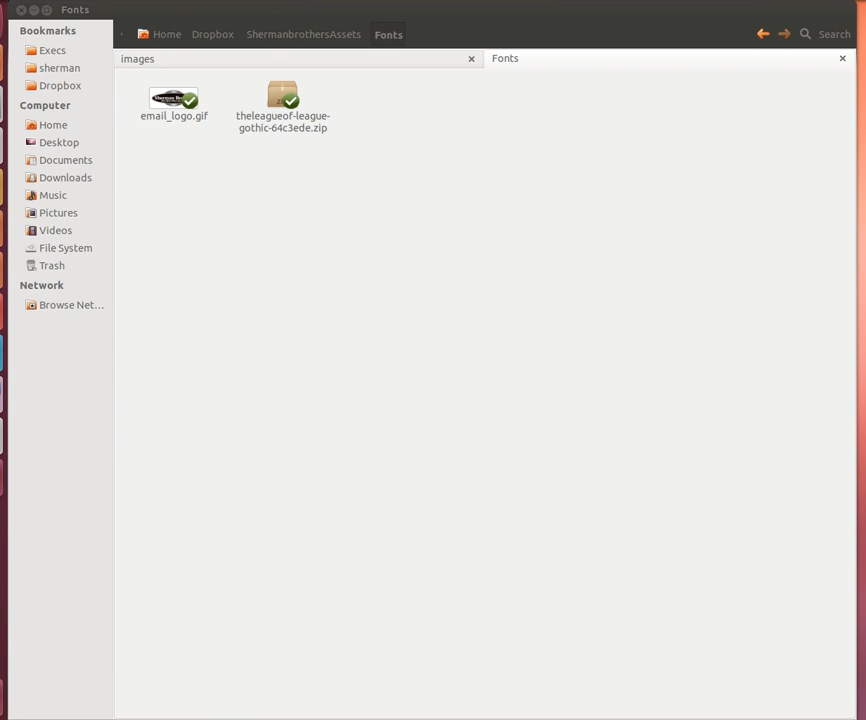 Fonts
Bookmarks
Execs
sherman
Dropbox
Computer
Home
Desktop
Documents
Downloads
Music
Pictures
Videos
File System
Trash
Network
Browse Net...
Home
Dropbox
ShermanbrothersAssets
Fonts
Search
images
Fonts
email_logo.gif
theleagueof-league-
gothic-64c3ede.zip